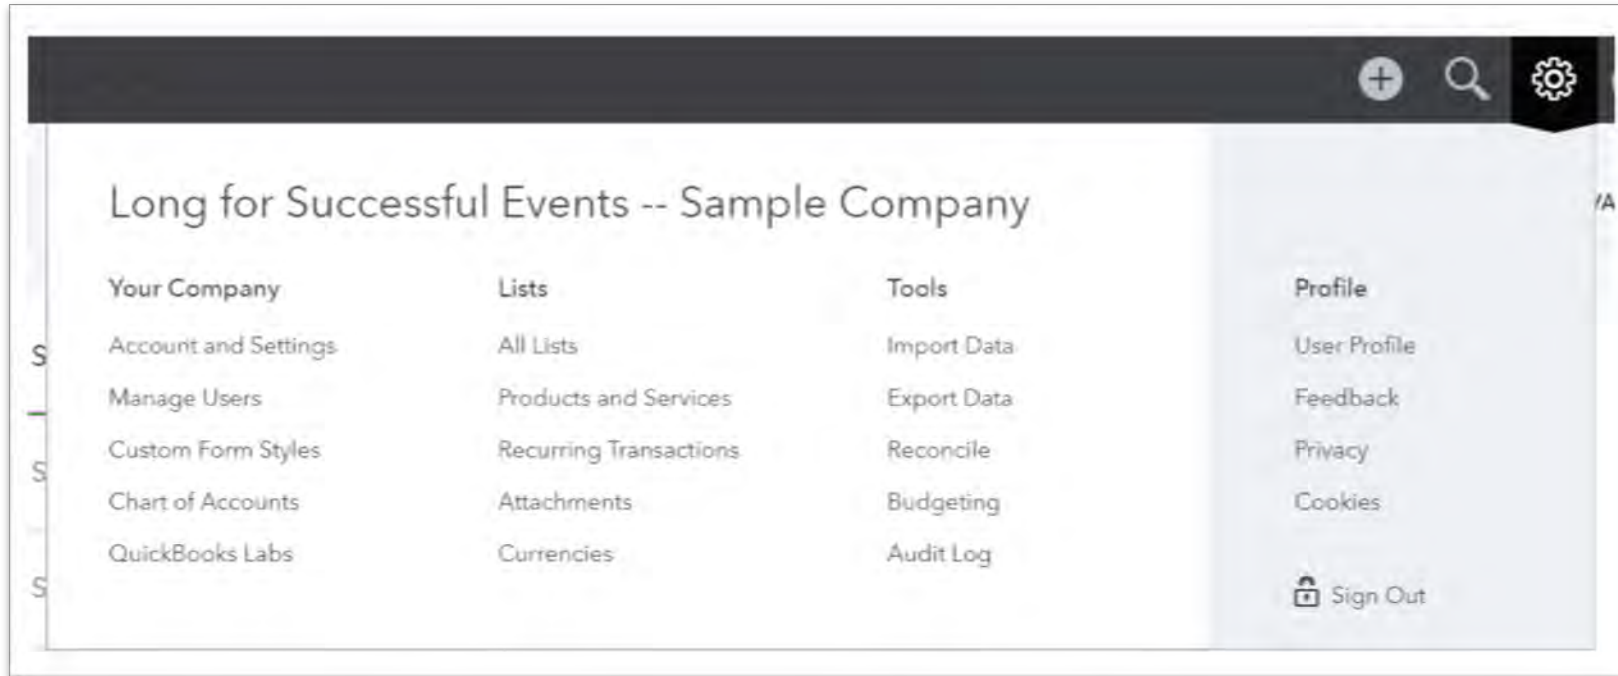 Long for Successful Events -- Sample Company
Your Company
Account and Settings
Manage Users
Custom Form Styles
Chart of Accounts
QuickBooks Labs
Lists
All Lists
Products and Services
Recurring Transactions
Attachments
Currencies
Tools
Import Data
Export Data
Reconcile
Budgeting
Audit Log
Profile
User Profile
Feedback
Privacy
Cookies
Sign Out
S
S
S